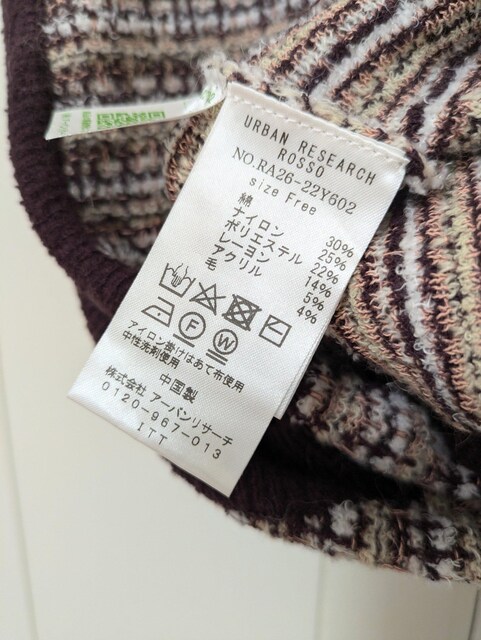 URBAN RESEARCH
ROSSO
NO.RA26-22Y602
size Free
綿 30%
ナイロン 25%
ポリエステル 22%
レーヨン 14%
アクリル 5%
毛 4%
F W
アイロン掛けはあて布使用
中性洗剤使用
中国製
株式会社 アーバンリサーチ
0120-967-013
ITT